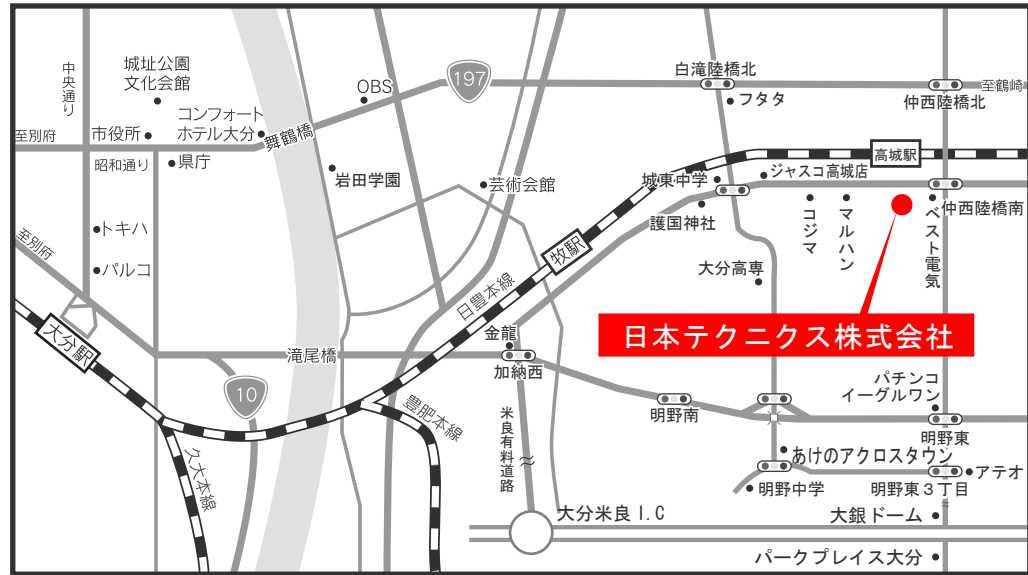 中央通り
城址公園
文化会館
コンフォート
ホテル大分
市役所
至別府
昭和通り
県庁
舞鶴橋
OBS
197
岩田学園
芸術会館
白滝陸橋北
フタタ
仲西陸橋北
至鶴崎
高城駅
城東中学
ジャスコ高城店
護国神社
コジマ
マルハン
ベスト電気
仲西陸橋南
大分高専
トキハ
パルコ
至別府
大分駅
牧駅
日豊本線
日本テクニクス株式会社
金龍
加納西
滝尾橋
10
豊肥本線
久大本線
米良有料道路
明野南
パチンコ
イーグルワン
明野東
あけのアクロスタウン
アテオ
明野中学
明野東3丁目
大分米良 I.C
大銀ドーム
パークプレイス大分